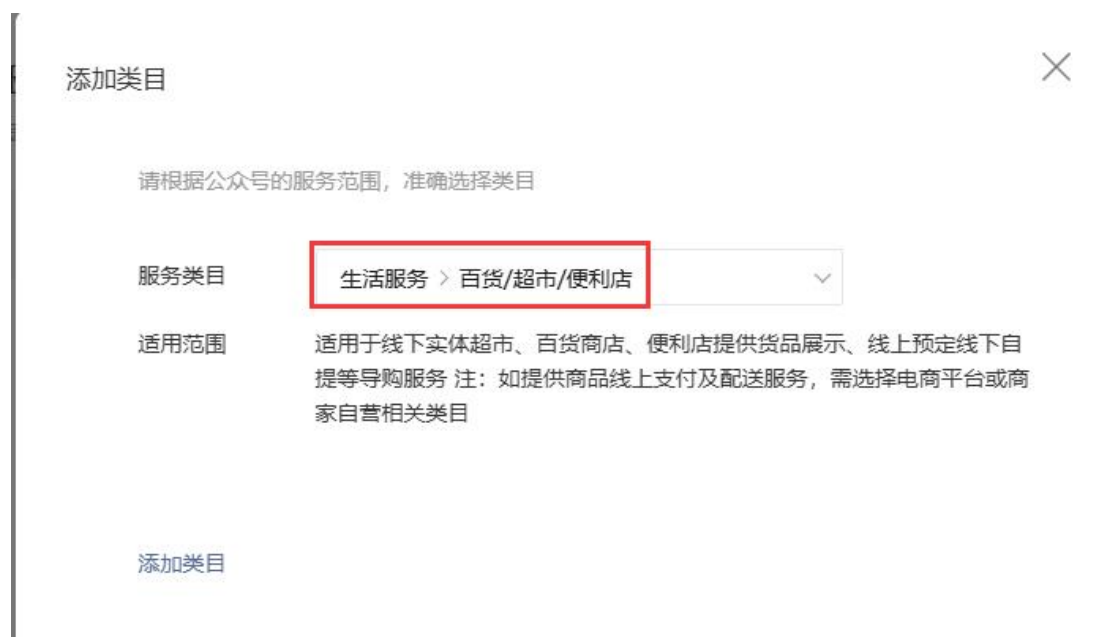 添加类目
请根据公众号的服务范围，准确选择类目
服务类目
生活服务 > 百货/超市/便利店
适用范围
适用于线下实体超市、百货商店、便利店提供货品展示、线上预定线下自
提等导购服务 注：如提供商品线上支付及配送服务，需选择电商平台或商
家自营相关类目
添加类目